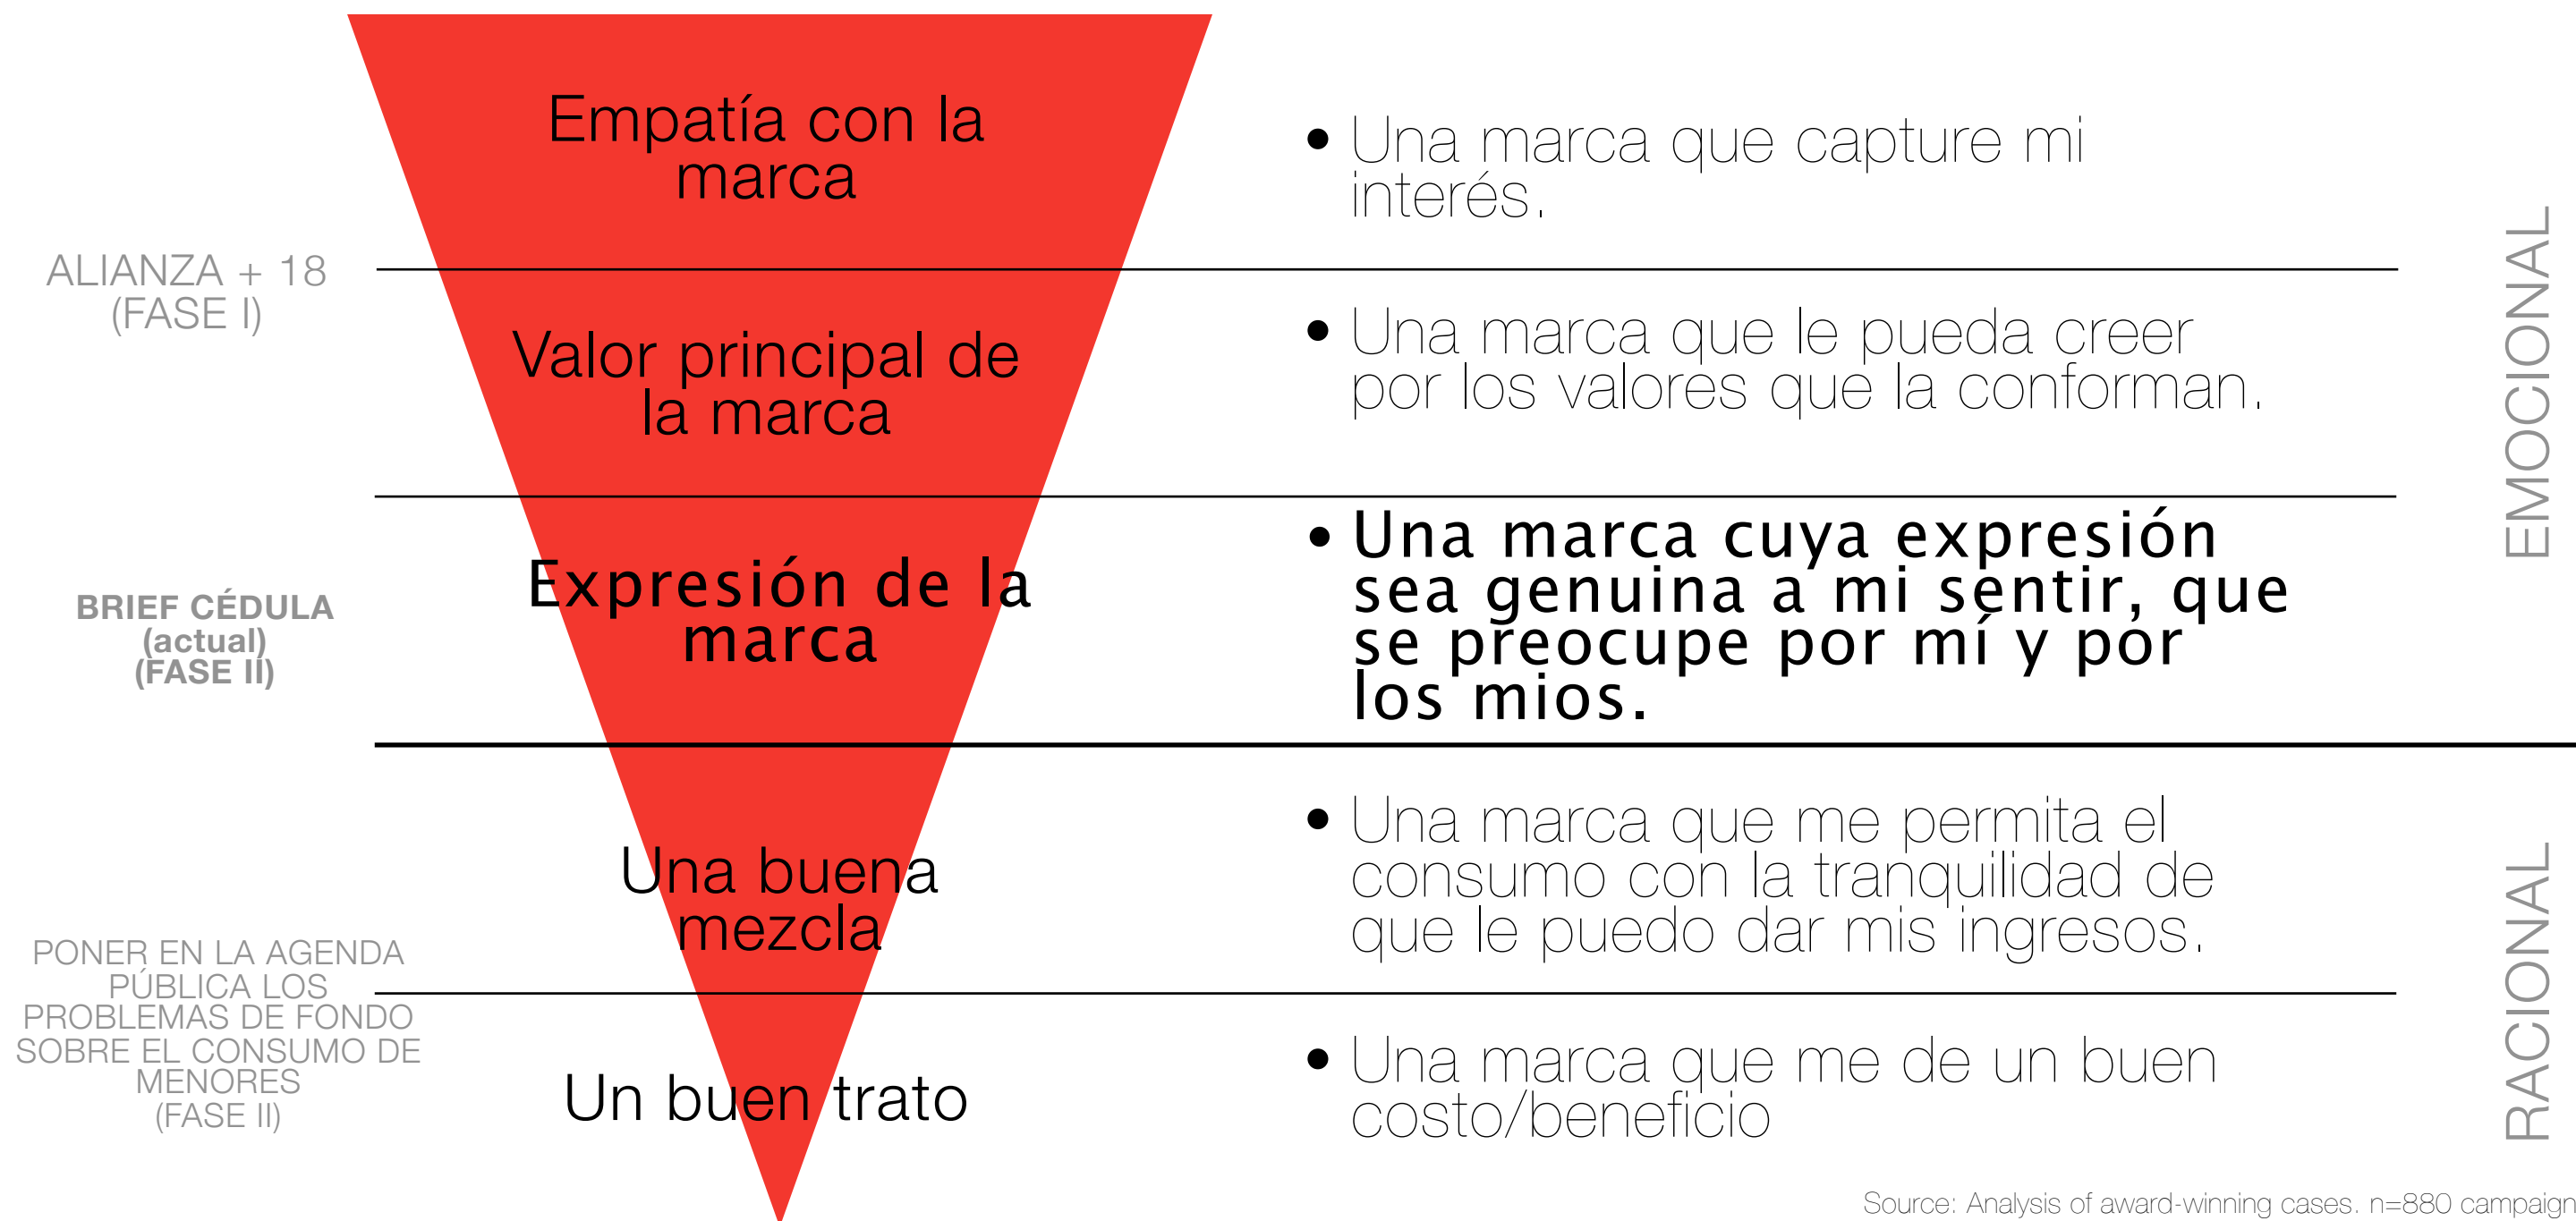 Empatía con la
marca
• Una marca que capture mi
interés.
ALIANZA + 18
(FASE I)
Valor principal de
la marca
• Una marca que le pueda creer
por los valores que la conforman.
EMOCIONAL
BRIEF CÉDULA
(actual)
(FASE II)
Expresión de la
marca
• Una marca cuya expresión
sea genuina a mi sentir, que
se preocupe por mí y por
los mios.
Una buena
mezcla
• Una marca que me permita el
consumo con la tranquilidad de
que le puedo dar mis ingresos.
PONER EN LA AGENDA
PÚBLICA LOS
PROBLEMAS DE FONDO
SOBRE EL CONSUMO DE
MENORES
(FASE II)
Un buen trato
• Una marca que me de un buen
costo/beneficio
RACIONAL
Source: Analysis of award-winning cases. n=880 campaign